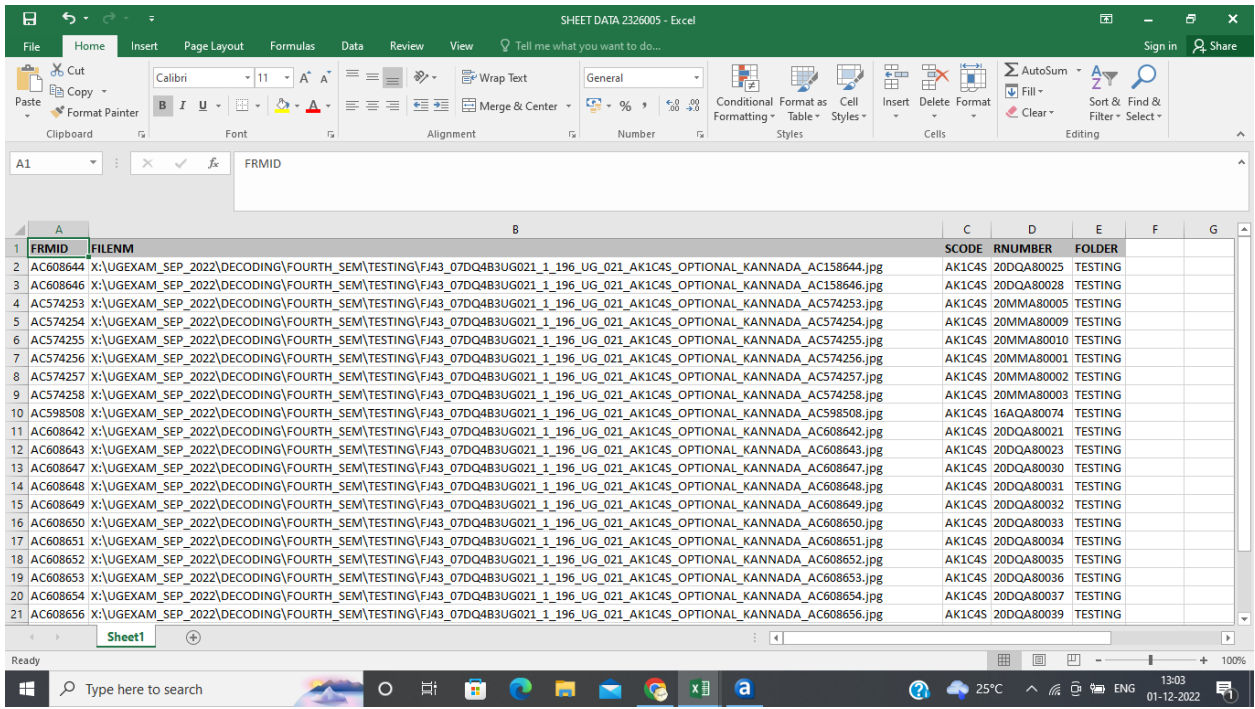 SHEET DATA 2326005 - Excel
File Home Insert Page Layout Formulas Data Review View Tell me what you want to do... Sign in Share
Cut
Copy
Format Painter
Paste
Clipboard
Calibri 11
B I U
Font
Wrap Text
Merge & Center
Alignment
General
Number
Conditional Formatting
Format as Table
Cell Styles
Styles
Insert Delete Format
Cells
AutoSum
Fill
Clear
Sort & Filter
Find & Select
Editing
A1 fx FRMID
A B C D E F G
1 FRMID FILENM SCODE RNUMBER FOLDER
2 AC608644 X:\UGEXAM_SEP_2022\DECODING\FOURTH_SEM\TESTING\FJ43_07DQ4B3UG021_1_196_UG_021_AK1C4S_OPTIONAL_KANNADA_AC158644.jpg AK1C4S 20DQA80025 TESTING
3 AC608646 X:\UGEXAM_SEP_2022\DECODING\FOURTH_SEM\TESTING\FJ43_07DQ4B3UG021_1_196_UG_021_AK1C4S_OPTIONAL_KANNADA_AC158646.jpg AK1C4S 20DQA80028 TESTING
4 AC574253 X:\UGEXAM_SEP_2022\DECODING\FOURTH_SEM\TESTING\FJ43_07DQ4B3UG021_1_196_UG_021_AK1C4S_OPTIONAL_KANNADA_AC574253.jpg AK1C4S 20MMA80005 TESTING
5 AC574254 X:\UGEXAM_SEP_2022\DECODING\FOURTH_SEM\TESTING\FJ43_07DQ4B3UG021_1_196_UG_021_AK1C4S_OPTIONAL_KANNADA_AC574254.jpg AK1C4S 20MMA80009 TESTING
6 AC574255 X:\UGEXAM_SEP_2022\DECODING\FOURTH_SEM\TESTING\FJ43_07DQ4B3UG021_1_196_UG_021_AK1C4S_OPTIONAL_KANNADA_AC574255.jpg AK1C4S 20MMA80010 TESTING
7 AC574256 X:\UGEXAM_SEP_2022\DECODING\FOURTH_SEM\TESTING\FJ43_07DQ4B3UG021_1_196_UG_021_AK1C4S_OPTIONAL_KANNADA_AC574256.jpg AK1C4S 20MMA80001 TESTING
8 AC574257 X:\UGEXAM_SEP_2022\DECODING\FOURTH_SEM\TESTING\FJ43_07DQ4B3UG021_1_196_UG_021_AK1C4S_OPTIONAL_KANNADA_AC574257.jpg AK1C4S 20MMA80002 TESTING
9 AC574258 X:\UGEXAM_SEP_2022\DECODING\FOURTH_SEM\TESTING\FJ43_07DQ4B3UG021_1_196_UG_021_AK1C4S_OPTIONAL_KANNADA_AC574258.jpg AK1C4S 20MMA80003 TESTING
10 AC598508 X:\UGEXAM_SEP_2022\DECODING\FOURTH_SEM\TESTING\FJ43_07DQ4B3UG021_1_196_UG_021_AK1C4S_OPTIONAL_KANNADA_AC598508.jpg AK1C4S 16AQA80074 TESTING
11 AC608642 X:\UGEXAM_SEP_2022\DECODING\FOURTH_SEM\TESTING\FJ43_07DQ4B3UG021_1_196_UG_021_AK1C4S_OPTIONAL_KANNADA_AC608642.jpg AK1C4S 20DQA80021 TESTING
12 AC608643 X:\UGEXAM_SEP_2022\DECODING\FOURTH_SEM\TESTING\FJ43_07DQ4B3UG021_1_196_UG_021_AK1C4S_OPTIONAL_KANNADA_AC608643.jpg AK1C4S 20DQA80023 TESTING
13 AC608647 X:\UGEXAM_SEP_2022\DECODING\FOURTH_SEM\TESTING\FJ43_07DQ4B3UG021_1_196_UG_021_AK1C4S_OPTIONAL_KANNADA_AC608647.jpg AK1C4S 20DQA80030 TESTING
14 AC608648 X:\UGEXAM_SEP_2022\DECODING\FOURTH_SEM\TESTING\FJ43_07DQ4B3UG021_1_196_UG_021_AK1C4S_OPTIONAL_KANNADA_AC608648.jpg AK1C4S 20DQA80031 TESTING
15 AC608649 X:\UGEXAM_SEP_2022\DECODING\FOURTH_SEM\TESTING\FJ43_07DQ4B3UG021_1_196_UG_021_AK1C4S_OPTIONAL_KANNADA_AC608649.jpg AK1C4S 20DQA80032 TESTING
16 AC608650 X:\UGEXAM_SEP_2022\DECODING\FOURTH_SEM\TESTING\FJ43_07DQ4B3UG021_1_196_UG_021_AK1C4S_OPTIONAL_KANNADA_AC608650.jpg AK1C4S 20DQA80033 TESTING
17 AC608651 X:\UGEXAM_SEP_2022\DECODING\FOURTH_SEM\TESTING\FJ43_07DQ4B3UG021_1_196_UG_021_AK1C4S_OPTIONAL_KANNADA_AC608651.jpg AK1C4S 20DQA80034 TESTING
18 AC608652 X:\UGEXAM_SEP_2022\DECODING\FOURTH_SEM\TESTING\FJ43_07DQ4B3UG021_1_196_UG_021_AK1C4S_OPTIONAL_KANNADA_AC608652.jpg AK1C4S 20DQA80035 TESTING
19 AC608653 X:\UGEXAM_SEP_2022\DECODING\FOURTH_SEM\TESTING\FJ43_07DQ4B3UG021_1_196_UG_021_AK1C4S_OPTIONAL_KANNADA_AC608653.jpg AK1C4S 20DQA80036 TESTING
20 AC608654 X:\UGEXAM_SEP_2022\DECODING\FOURTH_SEM\TESTING\FJ43_07DQ4B3UG021_1_196_UG_021_AK1C4S_OPTIONAL_KANNADA_AC608654.jpg AK1C4S 20DQA80037 TESTING
21 AC608656 X:\UGEXAM_SEP_2022\DECODING\FOURTH_SEM\TESTING\FJ43_07DQ4B3UG021_1_196_UG_021_AK1C4S_OPTIONAL_KANNADA_AC608656.jpg AK1C4S 20DQA80039 TESTING
Sheet1
Ready 100%
Type here to search 25°C ENG 13:03
01-12-2022